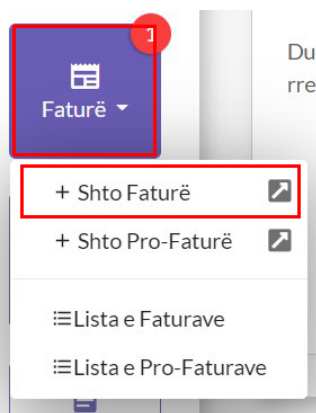 1
Du
rre
Faturë
+ Shto Faturë
+ Shto Pro-Faturë
Lista e Faturave
Lista e Pro-Faturave